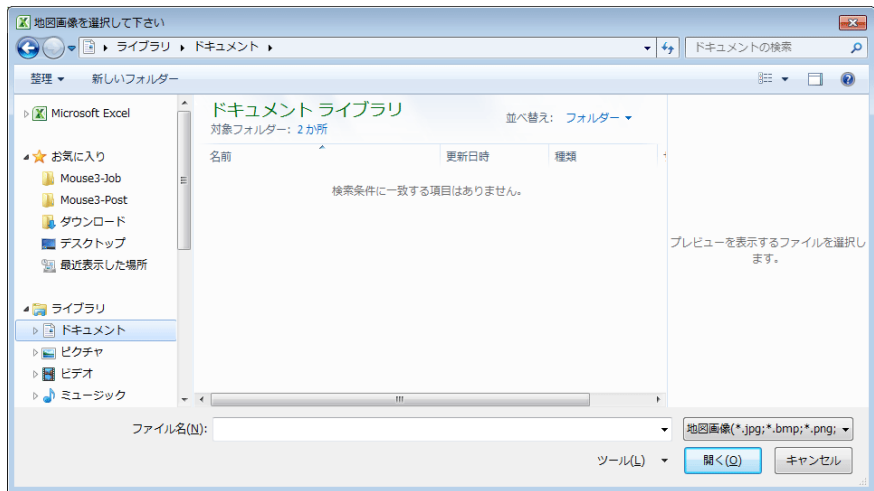 地図画像を選択して下さい
ライブラリ ドキュメント
ドキュメントの検索
整理 新しいフォルダー
Microsoft Excel
お気に入り
Mouse3-Job
Mouse3-Post
ダウンロード
デスクトップ
最近表示した場所
ライブラリ
ドキュメント
ピクチャ
ビデオ
ミュージック
ドキュメント ライブラリ
対象フォルダー: 2 か所
並べ替え: フォルダー
名前 更新日時 種類
検索条件に一致する項目はありません。
プレビューを表示するファイルを選択し
ます。
ファイル名(N):
地図画像(*.jpg;*.bmp;*.png;
ツール(L) 開く(O) キャンセル